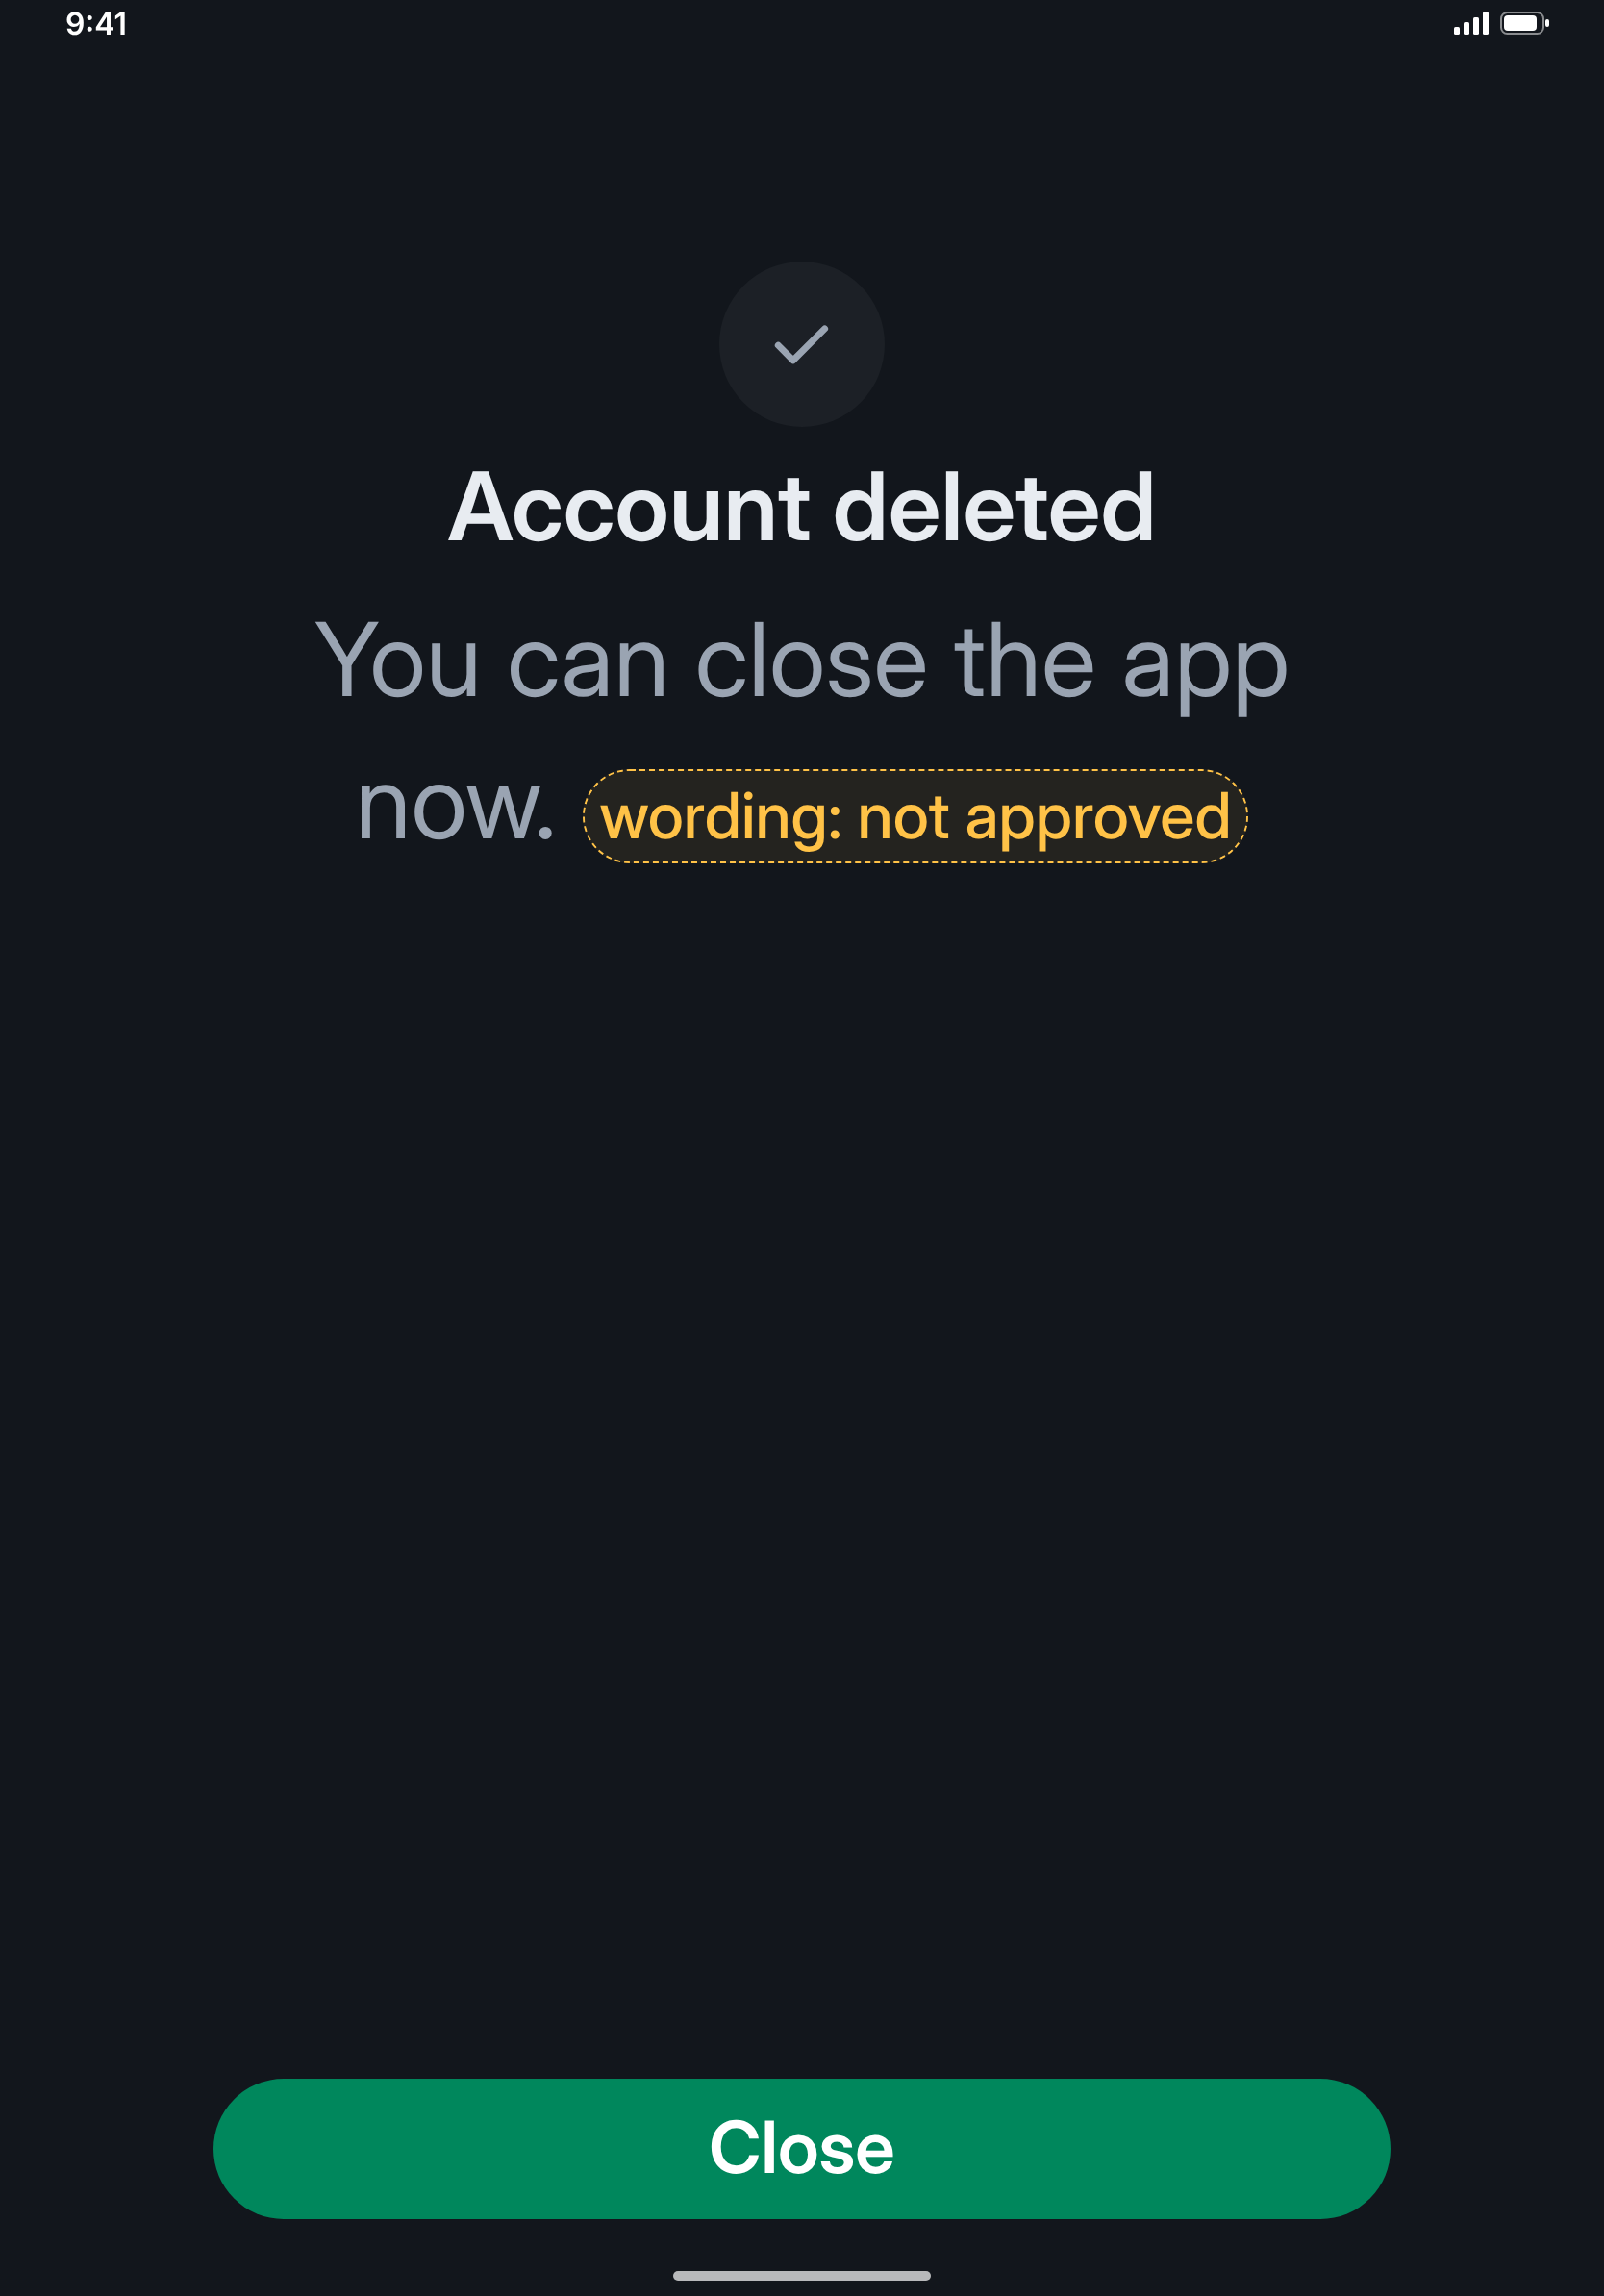 9:41
Account deleted
You can close the app
now. wording: not approved
Close